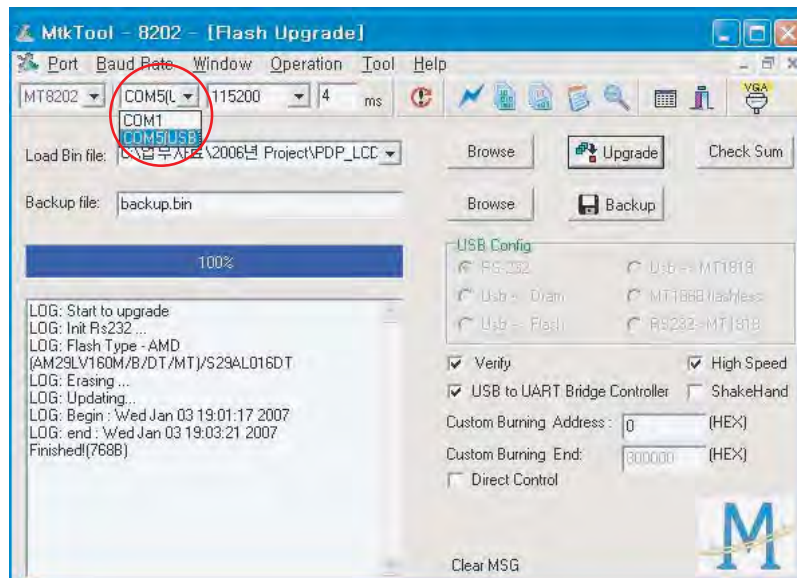 MtkTool - 8202 - [Flash Upgrade]
Port Baud Rate Window Operation Tool Help
MT8202 COM5(L 115200 4 ms VGA
COM1
COM5(USB)
Load Bin file: C:\업무자료\2006년 Project\PDP_LCD Browse Upgrade Check Sum
Backup file: backup.bin Browse Backup
100%
USB Config
RS-232 Usb -> MT1818
Usb -> Dram MT1888 flashless
Usb -> Flash RS232->MT1818
LOG: Start to upgrade
LOG: Init Rs232 ...
LOG: Flash Type - AMD
(AM29LV160M/B/DT/MT)/S29AL016DT
LOG: Erasing ...
LOG: Updating...
LOG: Begin : Wed Jan 03 19:01:17 2007
LOG: end : Wed Jan 03 19:03:21 2007
Finished!(768B)
Verify High Speed
USB to UART Bridge Controller ShakeHand
Custom Burning Address : 0 (HEX)
Custom Burning End: 300000 (HEX)
Direct Control
Clear MSG
M